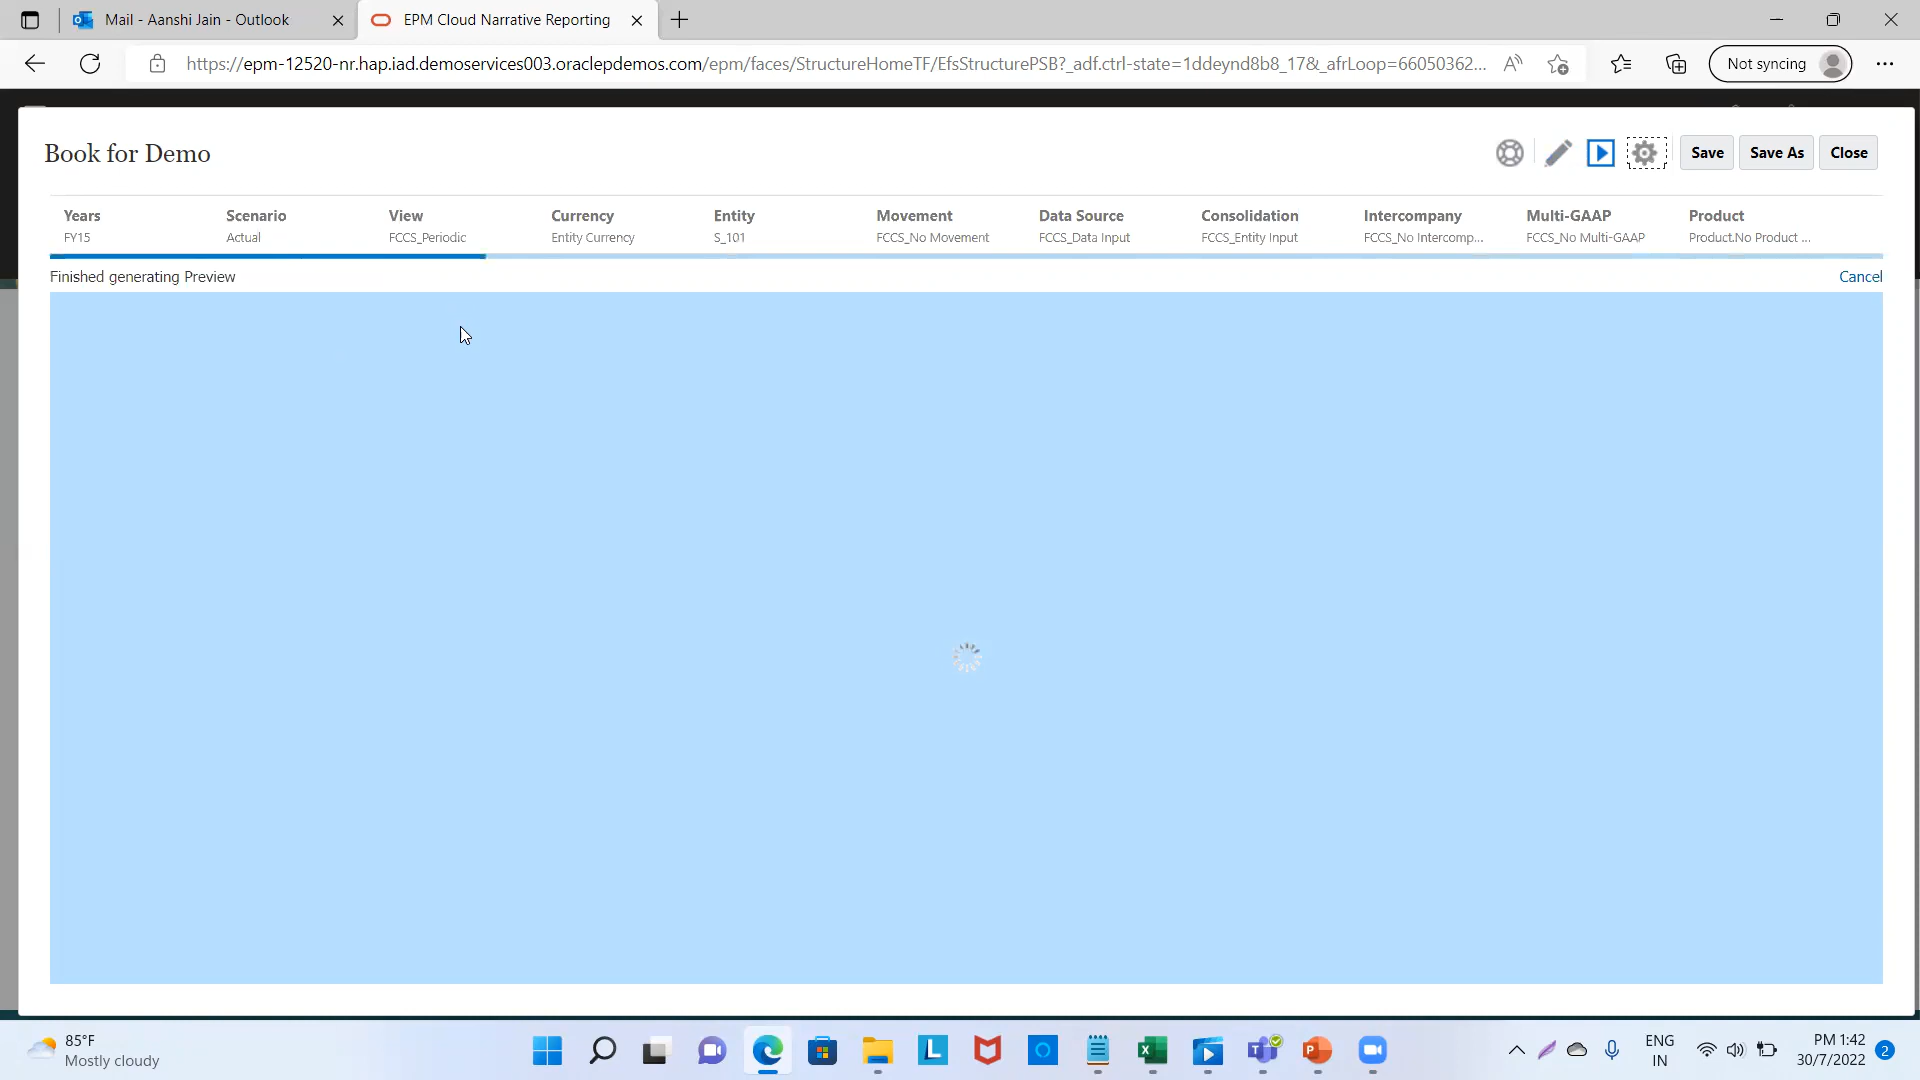 Mail - Aanshi Jain - Outlook
EPM Cloud Narrative Reporting
https://epm-12520-nr.hap.iad.demoservices003.oraclepdemos.com/epm/faces/StructureHomeTF/EfsStructurePSB?_adf.ctrl-state=1ddeynd8b8_17&_afrLoop=66050362...
Not syncing
Book for Demo
Save
Save As
Close
Years
Scenario
View
Currency
Entity
Movement
Data Source
Consolidation
Intercompany
Multi-GAAP
Product
FY15
Actual
FCCS_Periodic
Entity Currency
S_101
FCCS_No Movement
FCCS_Data Input
FCCS_Entity Input
FCCS_No Intercomp...
FCCS_No Multi-GAAP
Product.No Product ...
Finished generating Preview
Cancel
85°F
Mostly cloudy
ENG
IN
PM 1:42
30/7/2022
2